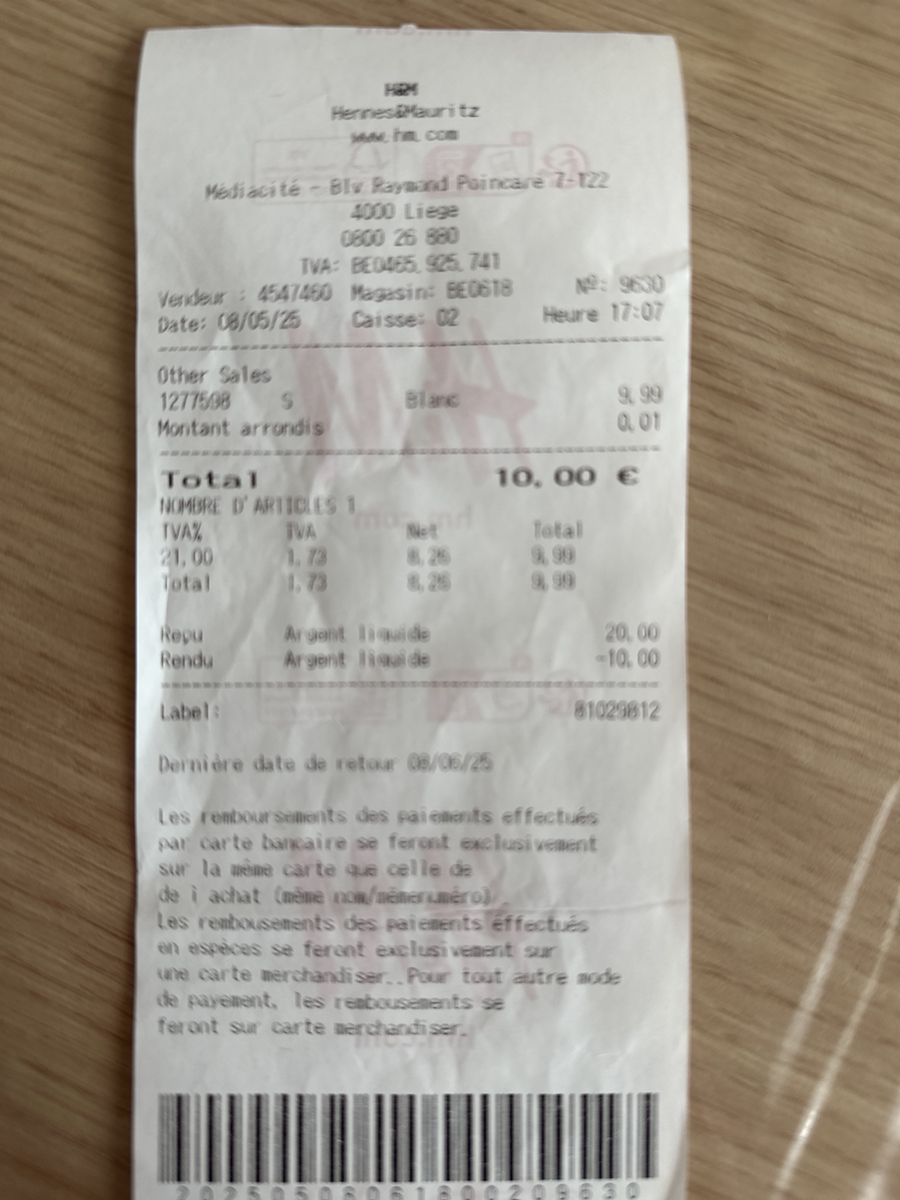 H&M
Hennes&Mauritz
www.hm.com
Médiacité - Blv Raymond Poincaré 7-122
4000 Liege
0800 26 880
TVA: BE0465.925.741
Vendeur : 4547460 Magasin: BE0618 Nº: 9630
Date: 08/05/25 Caisse: 02 Heure 17:07
Other Sales
1277598 S Blanc 9,99
Montant arrondis 0,01
Total 10,00 €
NOMBRE D'ARTICLES 1
TVA% TVA Net Total
21,00 1,73 8,26 9,99
Total 1,73 8,26 9,99
Reçu Argent liquide 20,00
Rendu Argent liquide -10,00
Label: 81029812
Dernière date de retour 08/06/25
Les remboursements des paiements effectués
par carte bancaire se feront exclusivement
sur la même carte que celle de
de i achat (même nom/mêmenuméro)
Les rembousements des paiements effectués
en espèces se feront exclusivement sur
une carte merchandiser..Pour tout autre mode
de payement, les rembousements se
feront sur carte merchandiser.
20250508061800209630